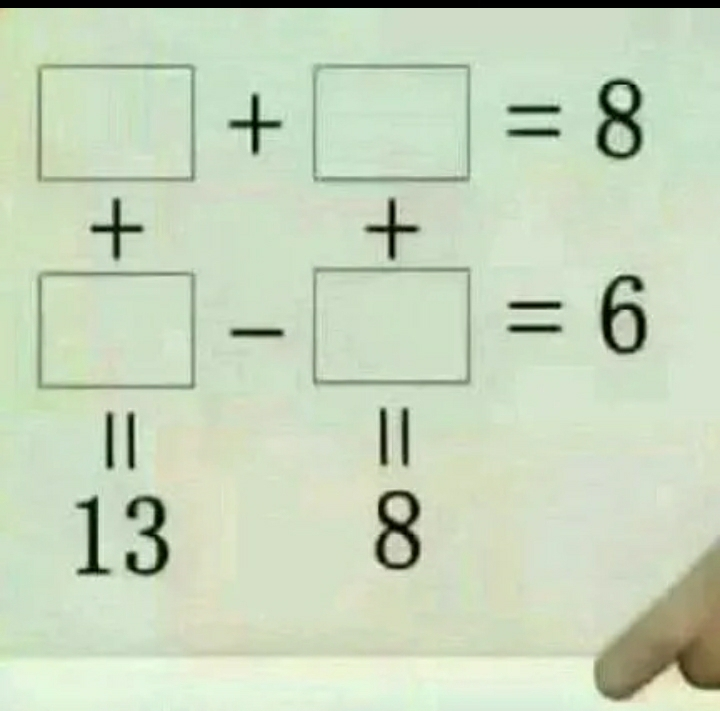 + = 8
+ +
- = 6
= =
13 8